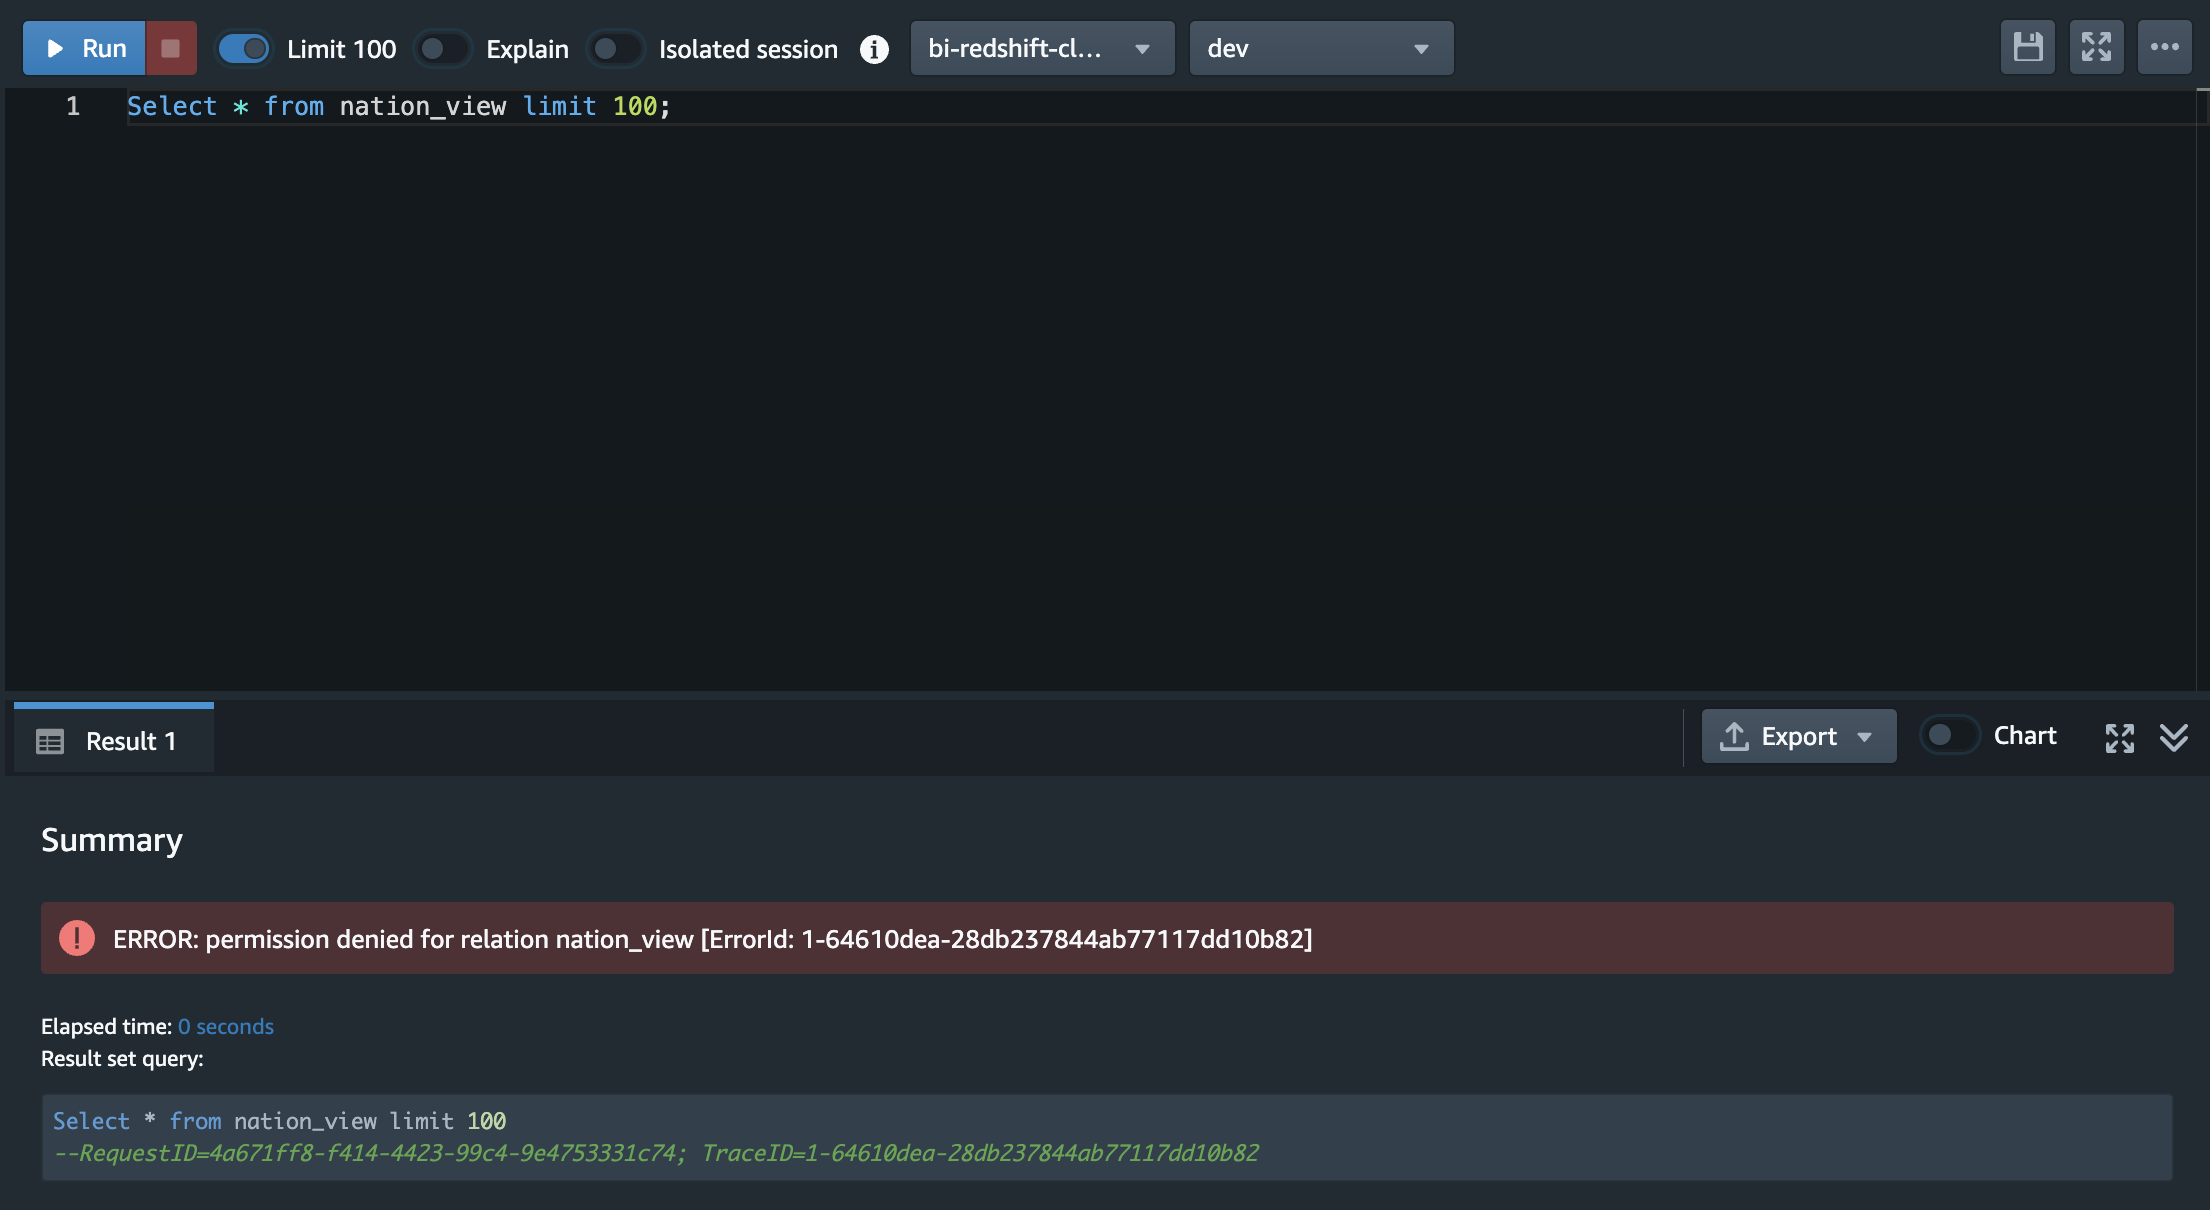 Run Limit 100 Explain Isolated session bi-redshift-cl... dev
1 Select * from nation_view limit 100;
Result 1 Export Chart
Summary
ERROR: permission denied for relation nation_view [ErrorId: 1-64610dea-28db237844ab77117dd10b82]
Elapsed time: 0 seconds
Result set query:
Select * from nation_view limit 100
--RequestID=4a671ff8-f414-4423-99c4-9e4753331c74; TraceID=1-64610dea-28db237844ab77117dd10b82